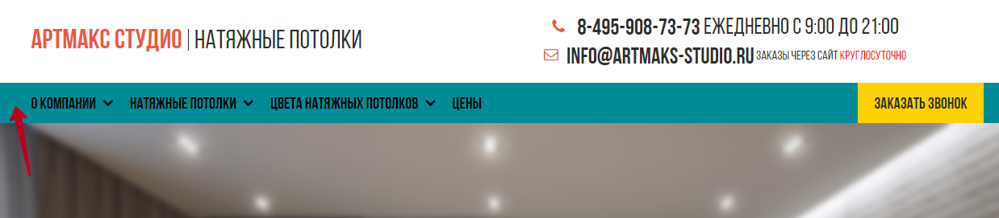 АРТМАКС СТУДИО | НАТЯЖНЫЕ ПОТОЛКИ
8-495-908-73-73 ЕЖЕДНЕВНО С 9:00 ДО 21:00
INFO@ARTMAKS-STUDIO.RU ЗАКАЗЫ ЧЕРЕЗ САЙТ КРУГЛОСУТОЧНО
О КОМПАНИИ НАТЯЖНЫЕ ПОТОЛКИ ЦВЕТА НАТЯЖНЫХ ПОТОЛКОВ ЦЕНЫ ЗАКАЗАТЬ ЗВОНОК